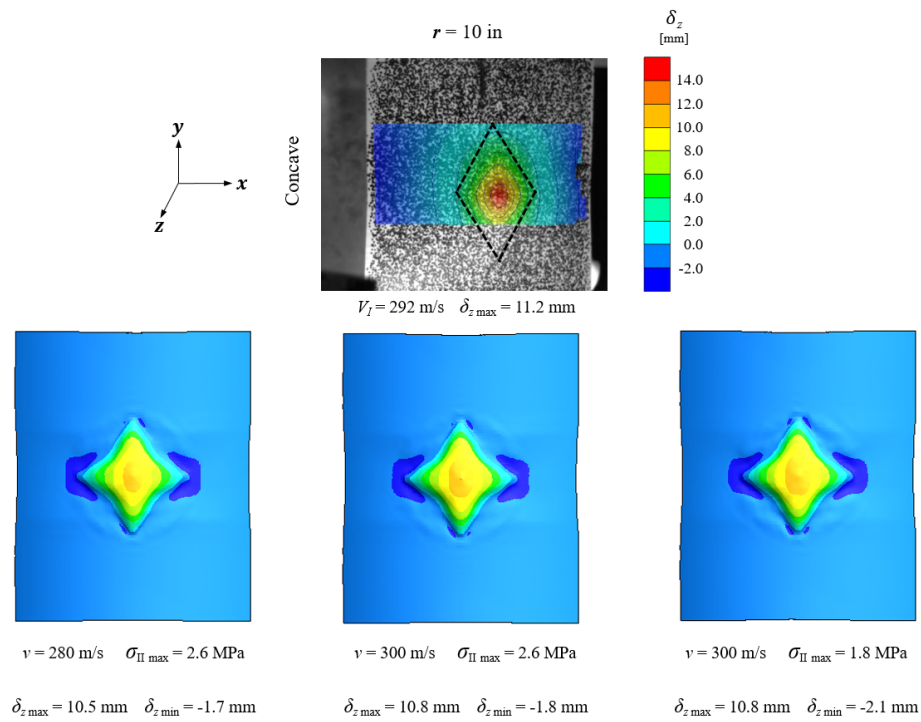 r = 10 in
δz
[mm]
14.0
12.0
10.0
8.0
6.0
4.0
2.0
0.0
-2.0
y
x
z
Concave
VI = 292 m/s δz max = 11.2 mm
v = 280 m/s σII max = 2.6 MPa
δz max = 10.5 mm δz min = -1.7 mm
v = 300 m/s σII max = 2.6 MPa
δz max = 10.8 mm δz min = -1.8 mm
v = 300 m/s σII max = 1.8 MPa
δz max = 10.8 mm δz min = -2.1 mm